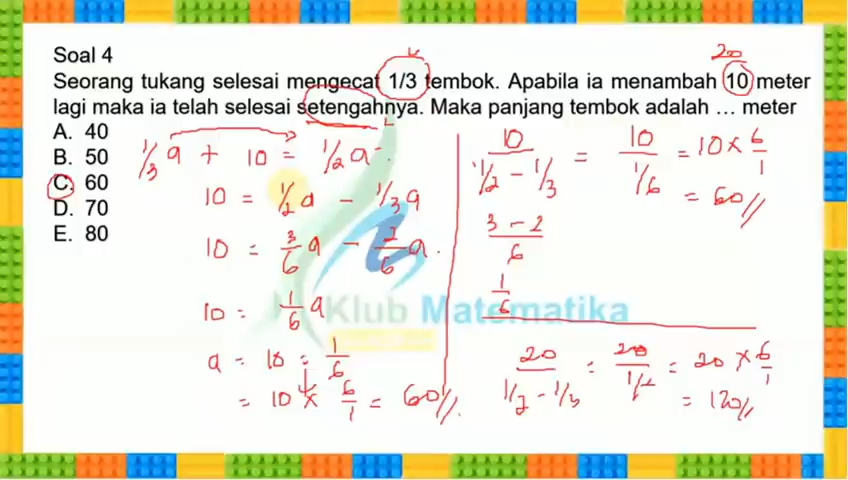 Soal 4
20
Seorang tukang selesai mengecat 1/3 tembok. Apabila ia menambah 10 meter
lagi maka ia telah selesai setengahnya. Maka panjang tembok adalah ... meter
A. 40
B. 50
C. 60
D. 70
E. 80
1/3 a + 10 = 1/2 a
10 = 1/2 a - 1/3 a
10 = 3/6 a - 2/6 a
10 = 1/6 a
a = 10 : 1/6
= 10 × 6/1 = 60//
10/(1/2 - 1/3) = 10/(1/6) = 10 × 6/1
= 60//
(3 - 2)/6
1/6
Klub Matematika
20/(1/2 - 1/3) = 20/ = 20 × 6/1
= 120//